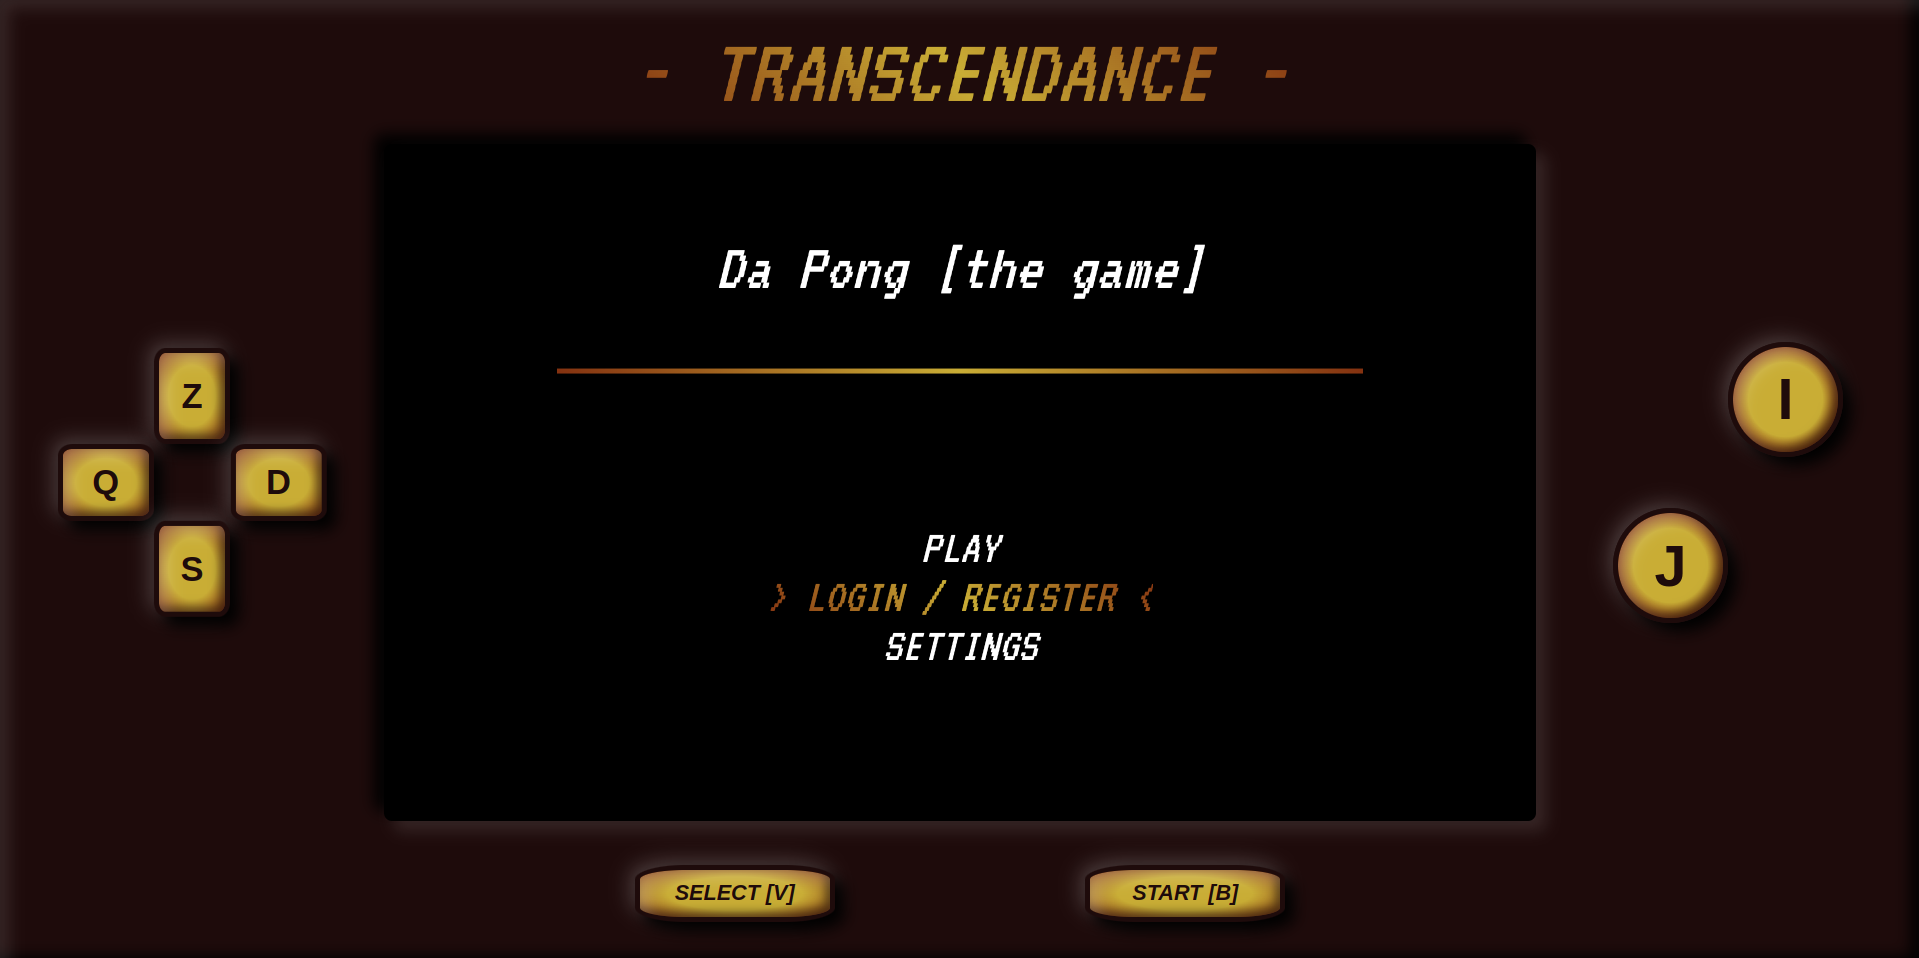 - TRANSCENDANCE -
Da Pong [the game]
Z
Q
D
S
I
J
PLAY
> LOGIN / REGISTER <
SETTINGS
SELECT [V]
START [B]